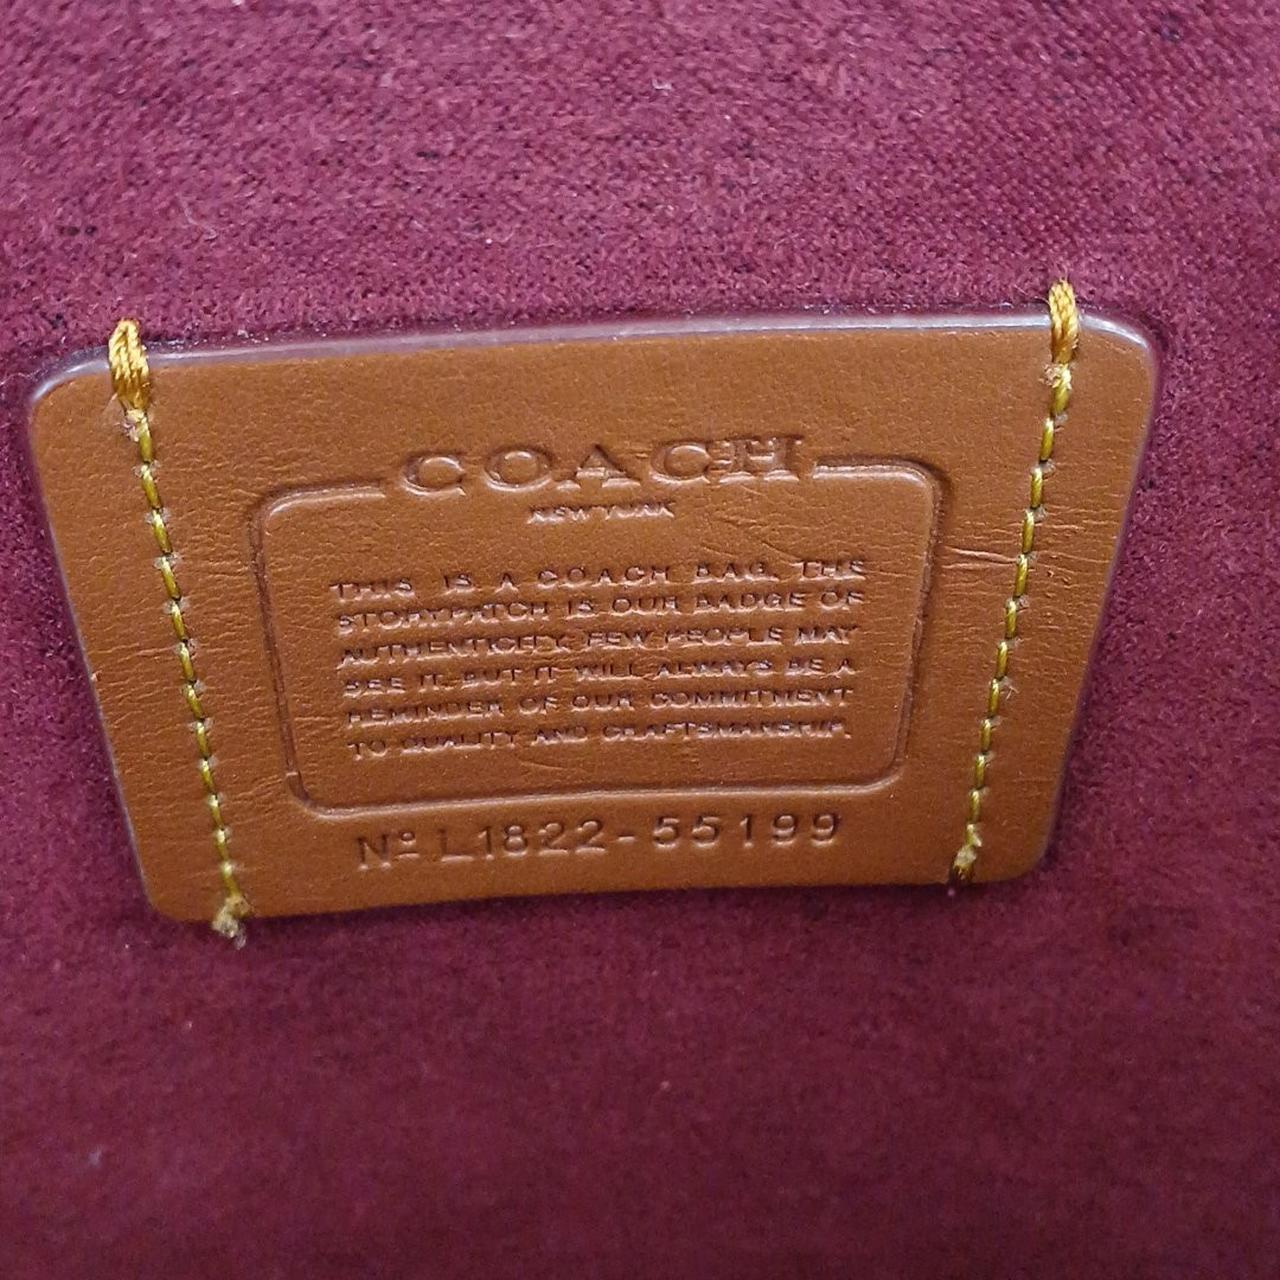 COACH
NEW YORK
THIS IS A COACH BAG. THE
STORYPATCH IS OUR BADGE OF
AUTHENTICITY. FEW PEOPLE MAY
SEE IT, BUT IT WILL ALWAYS BE A
REMINDER OF OUR COMMITMENT
TO QUALITY AND CRAFTSMANSHIP.
Nº L1822-55199